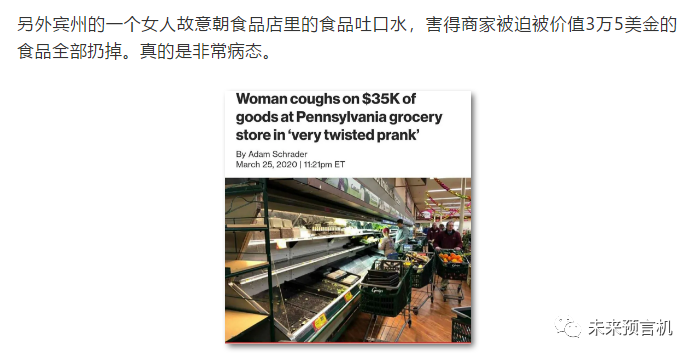 另外宾州的一个女人故意朝食品店里的食品吐口水，害得商家被迫被价值3万5美金的
食品全部扔掉。真的是非常病态。
Woman coughs on $35K of
goods at Pennsylvania grocery
store in ‘very twisted prank’
By Adam Schrader
March 25, 2020 | 11:21pm ET
未来预言机